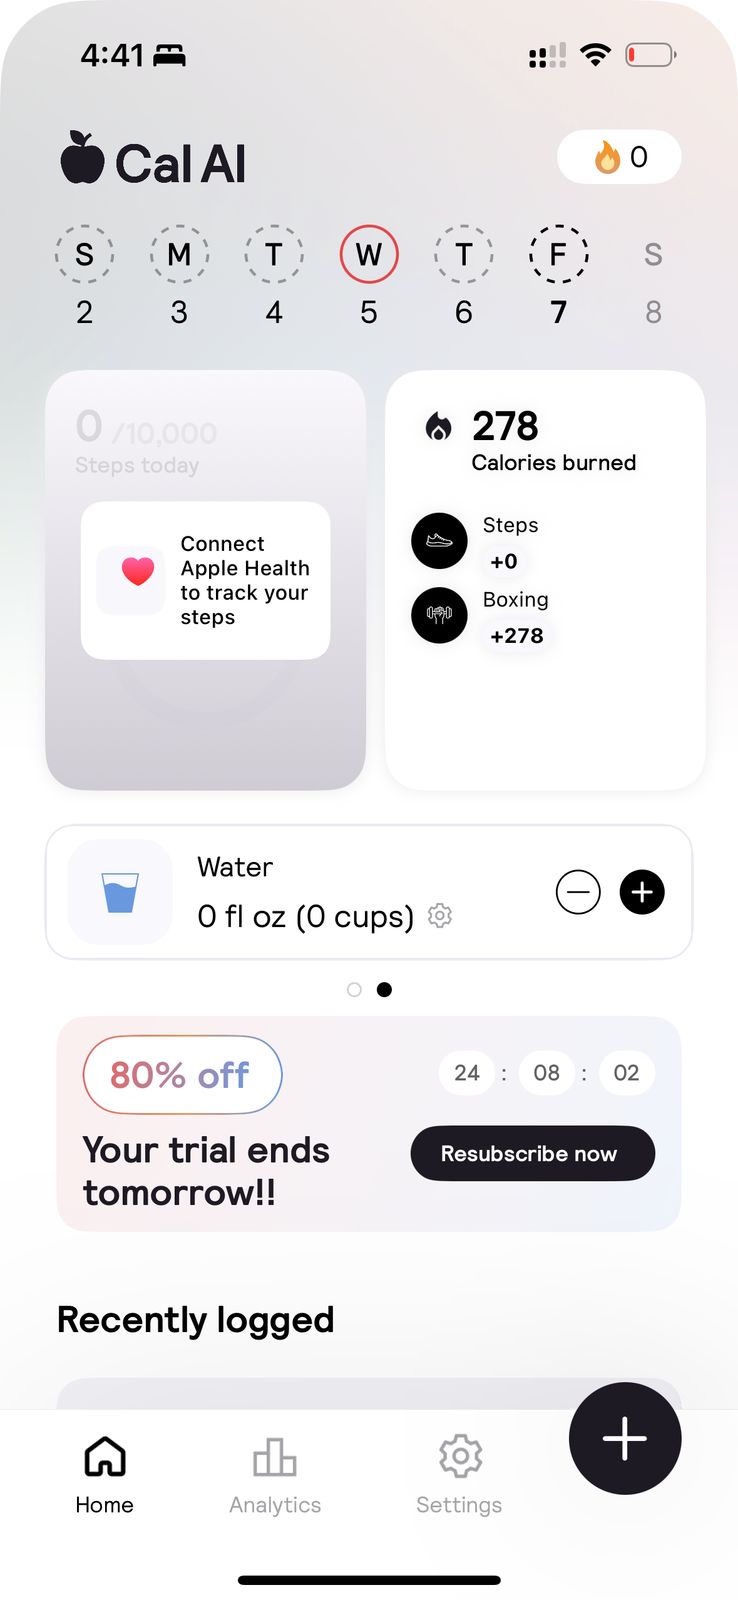 4:41
Cal AI
0
S M T W T F S
2 3 4 5 6 7 8
0 /10,000
Steps today
Connect
Apple Health
to track your
steps
278
Calories burned
Steps
+0
Boxing
+278
Water
0 fl oz (0 cups)
80% off
24 : 08 : 02
Your trial ends
tomorrow!!
Resubscribe now
Recently logged
Home
Analytics
Settings